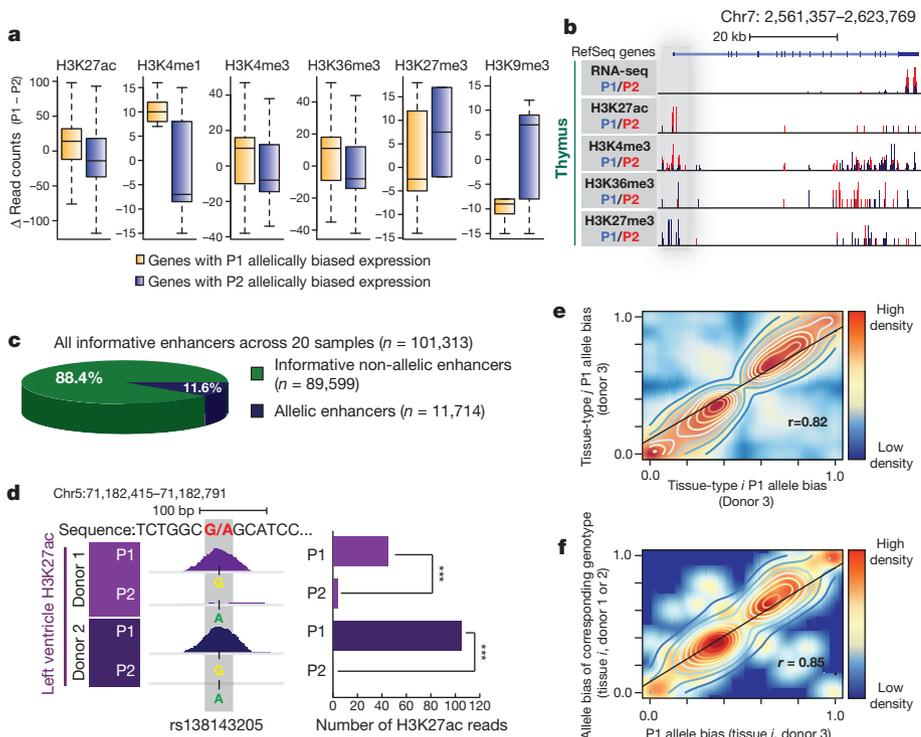 a
H3K27ac
H3K4me1
H3K4me3
H3K36me3
H3K27me3
H3K9me3
Δ Read counts (P1 – P2)
100
50
0
−50
−100
15
10
5
0
−5
−10
−15
40
20
0
−20
−40
40
20
0
−20
−40
15
10
5
0
−5
−10
−15
15
10
5
0
−5
−10
−15
Genes with P1 allelically biased expression
Genes with P2 allelically biased expression
b
Chr7: 2,561,357–2,623,769
20 kb
RefSeq genes
Thymus
RNA-seq
P1/P2
H3K27ac
P1/P2
H3K4me3
P1/P2
H3K36me3
P1/P2
H3K27me3
P1/P2
c
All informative enhancers across 20 samples (n = 101,313)
88.4%
11.6%
Informative non-allelic enhancers
(n = 89,599)
Allelic enhancers (n = 11,714)
d
Chr5:71,182,415–71,182,791
100 bp
Sequence:TCTGGCG/AGCATCC...
Left ventricle H3K27ac
Donor 1
P1
P2
Donor 2
P1
P2
G
A
G
A
rs138143205
P1
P2
P1
P2
***
***
0 20 40 60 80 100 120
Number of H3K27ac reads
e
Tissue-type j P1 allele bias
(donor 3)
1.0
0.0
r=0.82
0.0
1.0
Tissue-type i P1 allele bias
(Donor 3)
High
density
Low
density
f
Allele bias of corresponding genotype
(tissue i, donor 1 or 2)
1.0
0.0
r = 0.85
0.0
1.0
P1 allele bias (tissue i, donor 3)
High
density
Low
density